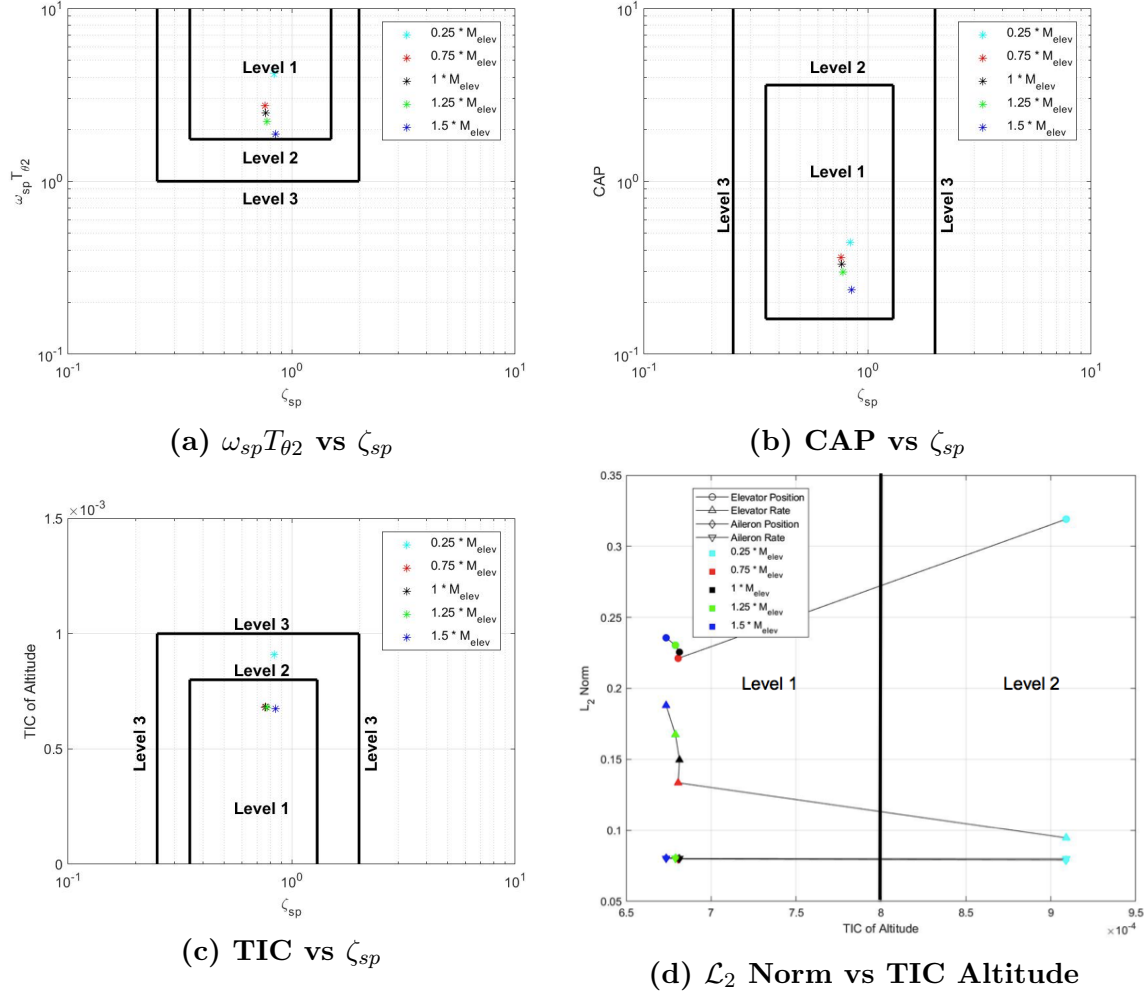 10^1
10^0
10^-1
ω_sp T_θ2
Level 1
Level 2
Level 3
0.25 * M_elev
0.75 * M_elev
1 * M_elev
1.25 * M_elev
1.5 * M_elev
10^-1
10^0
10^1
ζ_sp
(a) ω_sp T_θ2 vs ζ_sp
10^1
10^0
10^-1
CAP
Level 2
Level 1
Level 3
Level 3
0.25 * M_elev
0.75 * M_elev
1 * M_elev
1.25 * M_elev
1.5 * M_elev
10^-1
10^0
10^1
ζ_sp
(b) CAP vs ζ_sp
×10^-3
1.5
1
0.5
0
TIC of Altitude
Level 3
Level 2
Level 3
Level 3
Level 1
0.25 * M_elev
0.75 * M_elev
1 * M_elev
1.25 * M_elev
1.5 * M_elev
10^-1
10^0
10^1
ζ_sp
(c) TIC vs ζ_sp
0.35
0.3
0.25
0.2
0.15
0.1
0.05
L_2 Norm
Elevator Position
Elevator Rate
Aileron Position
Aileron Rate
0.25 * M_elev
0.75 * M_elev
1 * M_elev
1.25 * M_elev
1.5 * M_elev
Level 1
Level 2
6.5
7
7.5
8
8.5
9
9.5
TIC of Altitude
×10^-4
(d) ℒ_2 Norm vs TIC Altitude